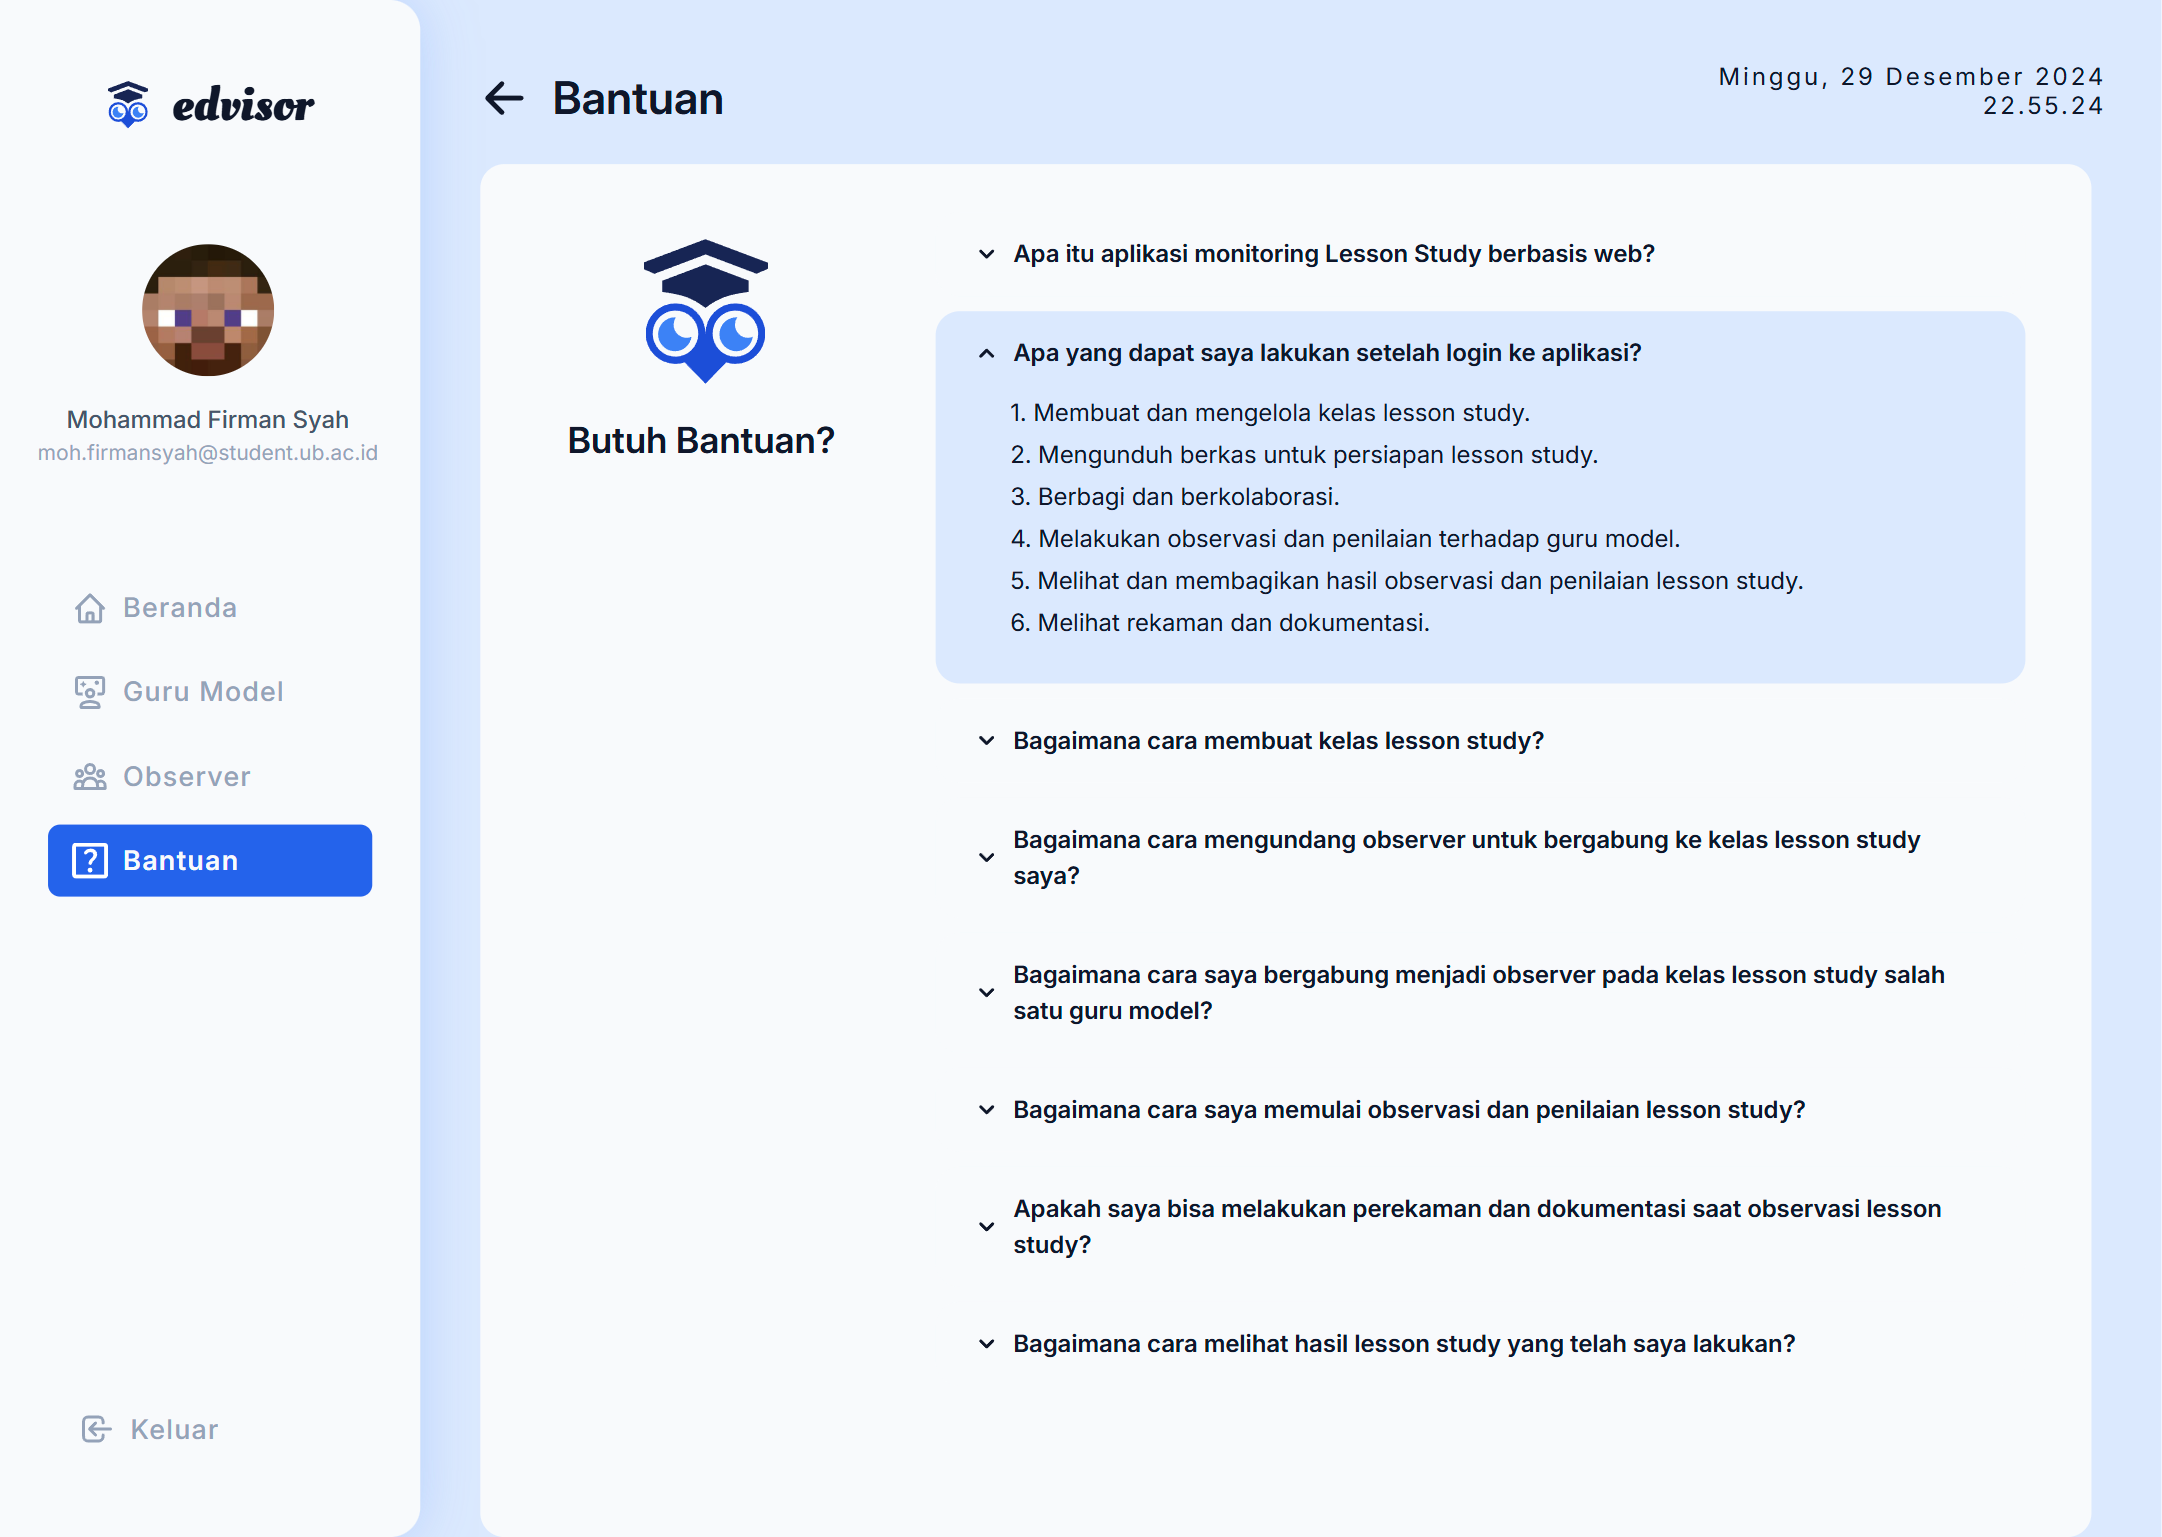 edvisor
Mohammad Firman Syah
moh.firmansyah@student.ub.ac.id
Beranda
Guru Model
Observer
Bantuan
Keluar
Bantuan
Minggu, 29 Desember 2024
22.55.24
Butuh Bantuan?
Apa itu aplikasi monitoring Lesson Study berbasis web?
Apa yang dapat saya lakukan setelah login ke aplikasi?
1. Membuat dan mengelola kelas lesson study.
2. Mengunduh berkas untuk persiapan lesson study.
3. Berbagi dan berkolaborasi.
4. Melakukan observasi dan penilaian terhadap guru model.
5. Melihat dan membagikan hasil observasi dan penilaian lesson study.
6. Melihat rekaman dan dokumentasi.
Bagaimana cara membuat kelas lesson study?
Bagaimana cara mengundang observer untuk bergabung ke kelas lesson study
saya?
Bagaimana cara saya bergabung menjadi observer pada kelas lesson study salah
satu guru model?
Bagaimana cara saya memulai observasi dan penilaian lesson study?
Apakah saya bisa melakukan perekaman dan dokumentasi saat observasi lesson
study?
Bagaimana cara melihat hasil lesson study yang telah saya lakukan?